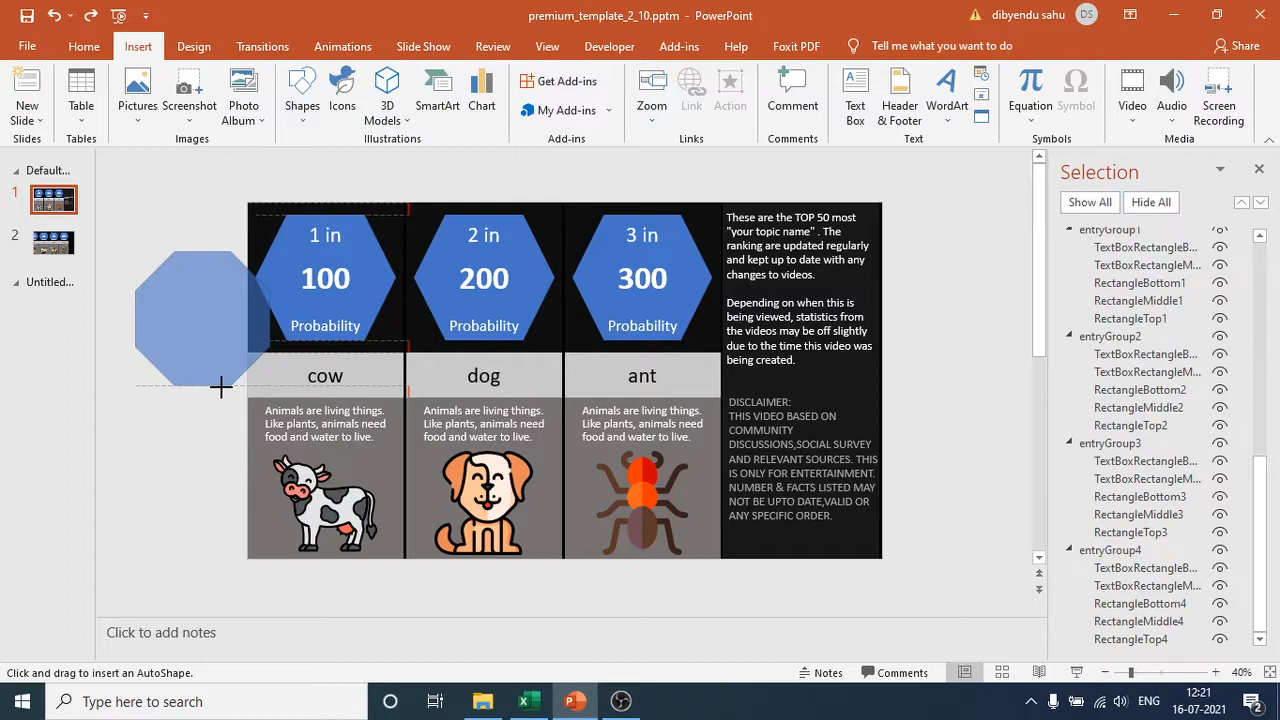 premium_template_2_10.pptm - PowerPoint
dibyendu sahu
DS
File Home Insert Design Transitions Animations Slide Show Review View Developer Add-ins Help Foxit PDF Tell me what you want to do Share
New Slide
Table
Pictures
Screenshot
Photo Album
Shapes
Icons
3D Models
SmartArt
Chart
Get Add-ins
My Add-ins
Zoom
Link
Action
Comment
Text Box
Header & Footer
WordArt
Equation
Symbol
Video
Audio
Screen Recording
Slides Tables Images Illustrations Add-ins Links Comments Text Symbols Media
Default...
1
2
Untitled...
1 in
100
Probability
cow
Animals are living things.
Like plants, animals need
food and water to live.
2 in
200
Probability
dog
Animals are living things.
Like plants, animals need
food and water to live.
3 in
300
Probability
ant
Animals are living things.
Like plants, animals need
food and water to live.
These are the TOP 50 most
"your topic name" . The
ranking are updated regularly
and kept up to date with any
changes to videos.
Depending on when this is
being viewed, statistics from
the videos may be off slightly
due to the time this video was
being created.
DISCLAIMER:
THIS VIDEO BASED ON
COMMUNITY
DISCUSSIONS,SOCIAL SURVEY
AND RELEVANT SOURCES. THIS
IS ONLY FOR ENTERTAINMENT.
NUMBER & FACTS LISTED MAY
NOT BE UPTO DATE,VALID OR
ANY SPECIFIC ORDER.
Selection
Show All
Hide All
entryGroup1
TextBoxRectangleB...
TextBoxRectangleM...
RectangleBottom1
RectangleMiddle1
RectangleTop1
entryGroup2
TextBoxRectangleB...
TextBoxRectangleM...
RectangleBottom2
RectangleMiddle2
RectangleTop2
entryGroup3
TextBoxRectangleB...
TextBoxRectangleM...
RectangleBottom3
RectangleMiddle3
RectangleTop3
entryGroup4
TextBoxRectangleB...
TextBoxRectangleM...
RectangleBottom4
RectangleMiddle4
RectangleTop4
Click to add notes
Click and drag to insert an AutoShape.
Notes
Comments
40%
Type here to search
ENG
12:21
16-07-2021
2